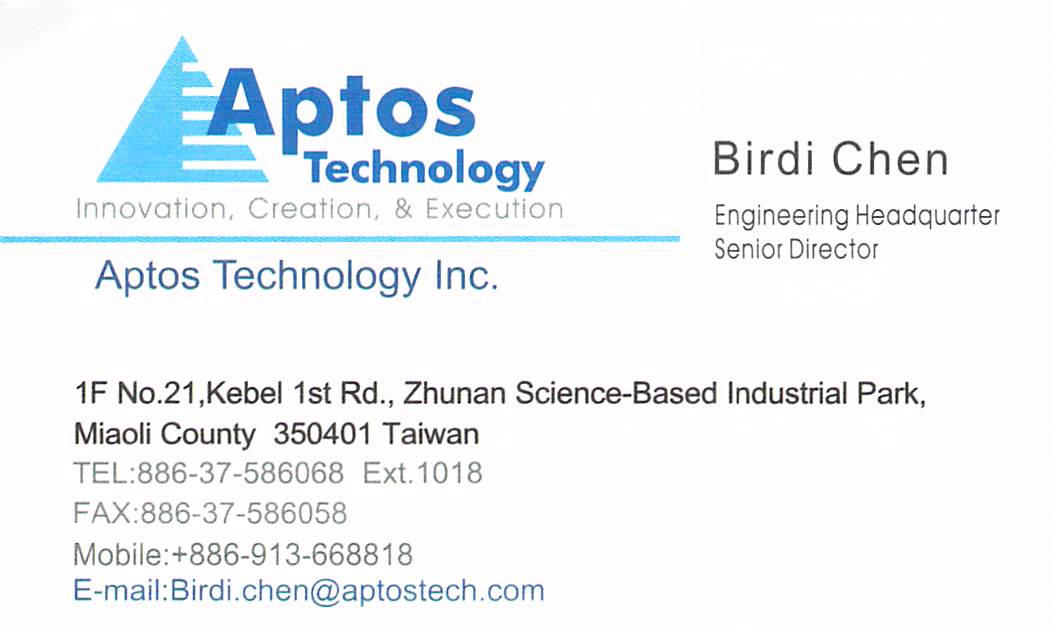 Aptos
Technology
Innovation, Creation, & Execution
Aptos Technology Inc.
Birdi Chen
Engineering Headquarter
Senior Director
1F No.21,Kebel 1st Rd., Zhunan Science-Based Industrial Park,
Miaoli County  350401 Taiwan
TEL:886-37-586068  Ext.1018
FAX:886-37-586058
Mobile:+886-913-668818
E-mail:Birdi.chen@aptostech.com